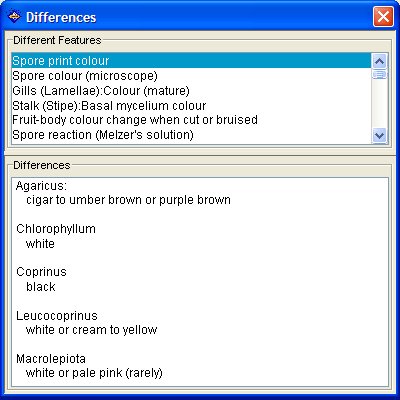 Differences
Different Features
Spore print colour
Spore colour (microscope)
Gills (Lamellae):Colour (mature)
Stalk (Stipe):Basal mycelium colour
Fruit-body colour change when cut or bruised
Spore reaction (Melzer's solution)
Differences
Agaricus:
cigar to umber brown or purple brown
Chlorophyllum
white
Coprinus
black
Leucocoprinus
white or cream to yellow
Macrolepiota
white or pale pink (rarely)